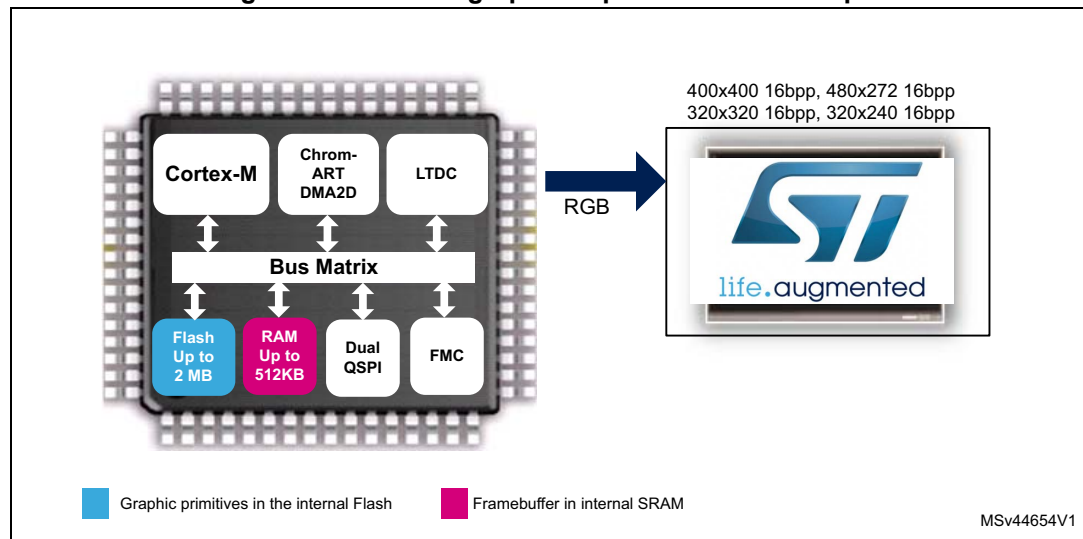 400x400 16bpp, 480x272 16bpp
320x320 16bpp, 320x240 16bpp
Cortex-M
Chrom-
ART
DMA2D
LTDC
RGB
ST
life.augmented
Bus Matrix
Flash
Up to
2 MB
RAM
Up to
512KB
Dual
QSPI
FMC
Graphic primitives in the internal Flash
Framebuffer in internal SRAM
MSv44654V1